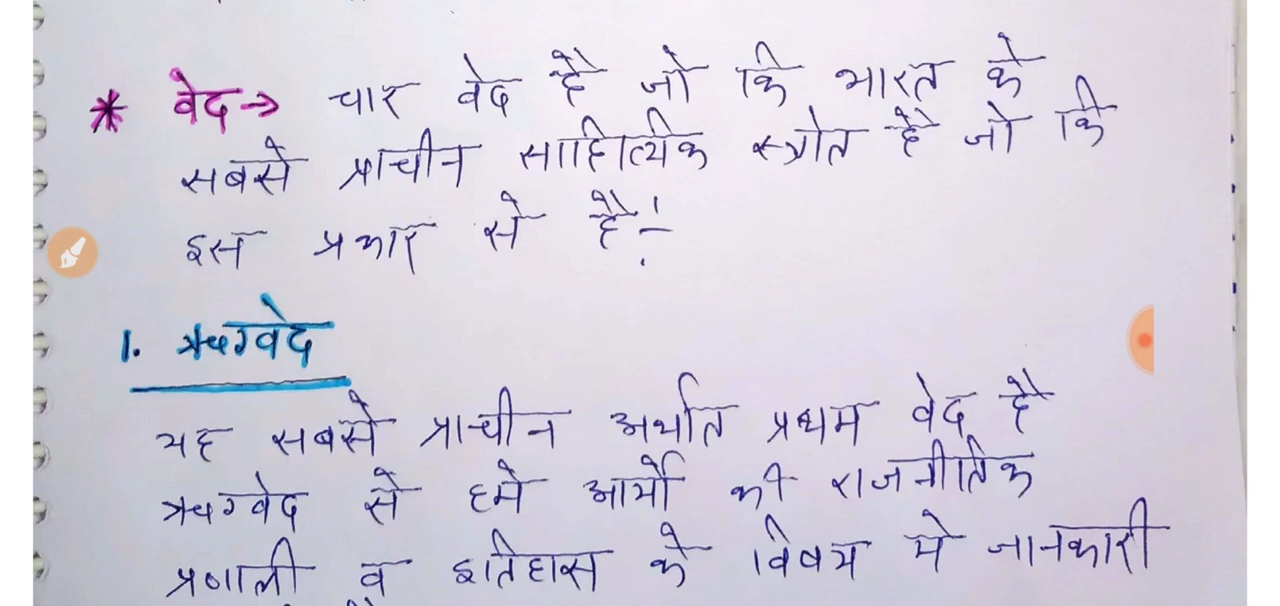 * वेद→ चार वेद है जो कि भारत के
सबसे प्राचीन साहित्यिक स्त्रोत है जो कि
इस प्रकार से है:-
1. ऋग्वेद
यह सबसे प्राचीन अर्थात प्रथम वेद है
ऋग्वेद से हमे आर्यो की राजनीतिक
प्रणाली व इतिहास के विषय मे जानकारी